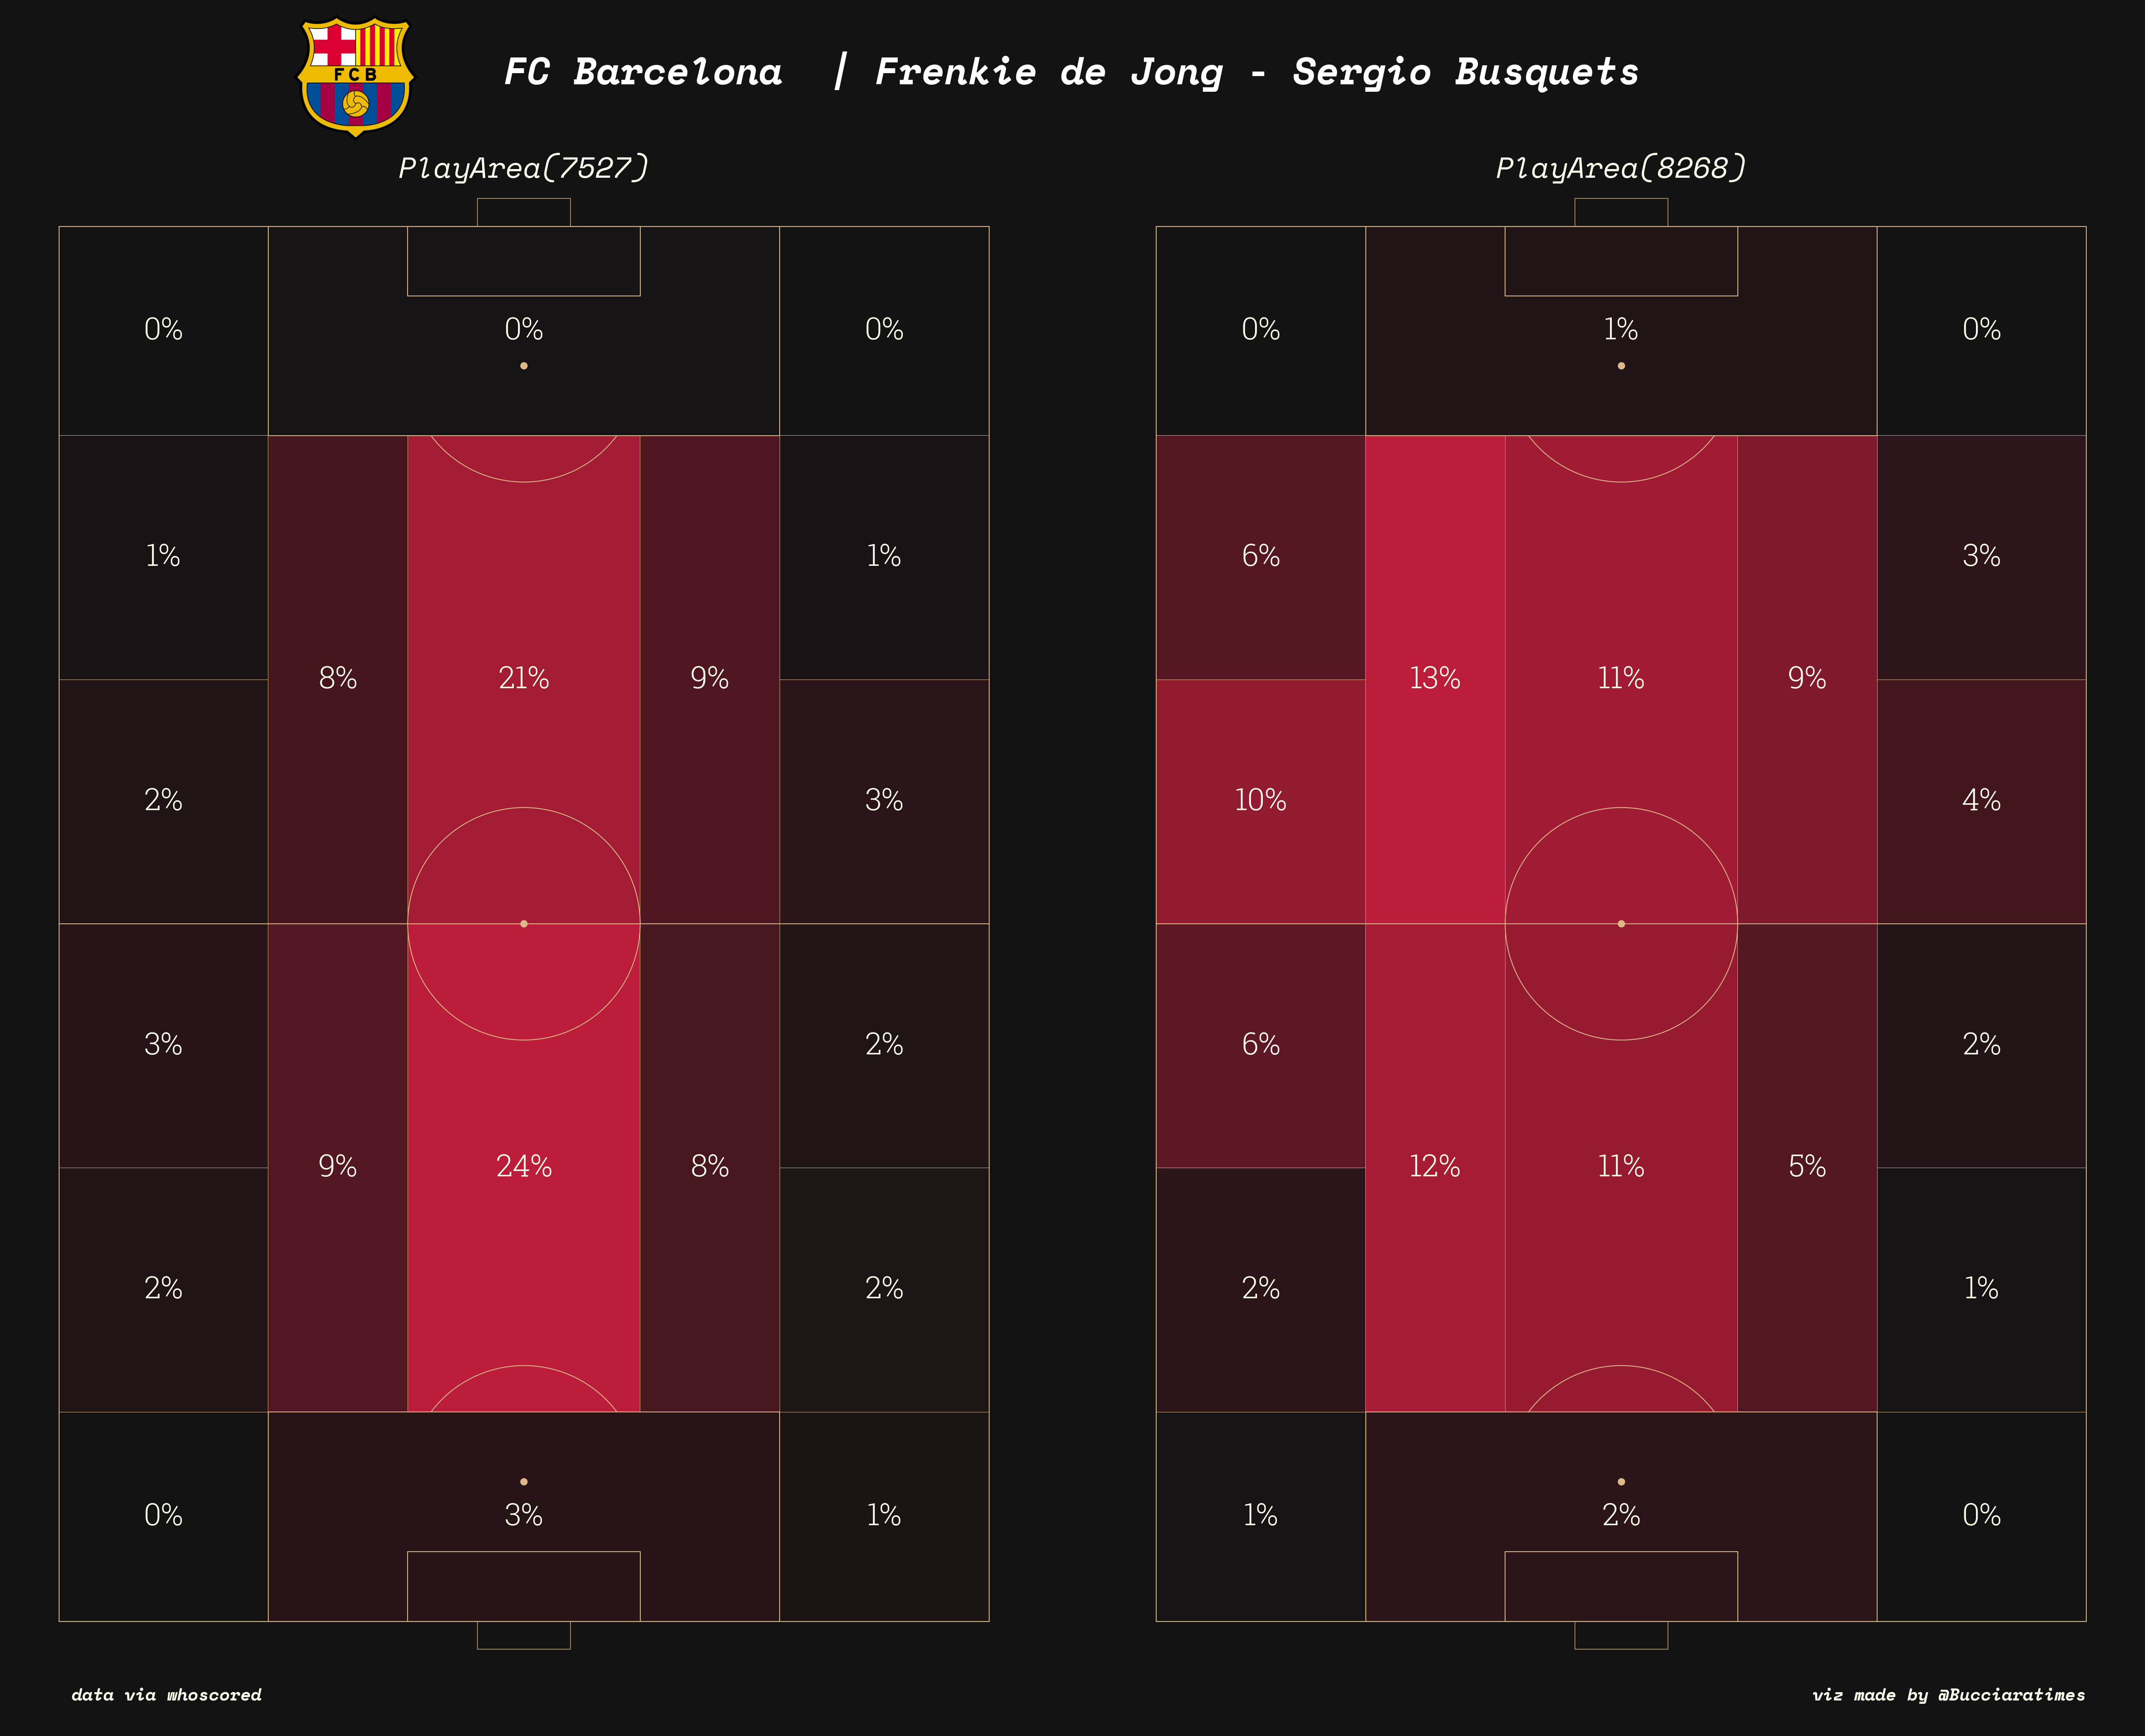 FCB
FC Barcelona | Frenkie de Jong - Sergio Busquets
PlayArea(7527)
0% 0% 0%
1% 1%
8% 21% 9%
2% 3%
3% 2%
9% 24% 8%
2% 2%
0% 3% 1%
PlayArea(8268)
0% 1% 0%
6% 3%
13% 11% 9%
10% 4%
6% 2%
12% 11% 5%
2% 1%
1% 2% 0%
data via whoscored
viz made by @Bucciaratimes